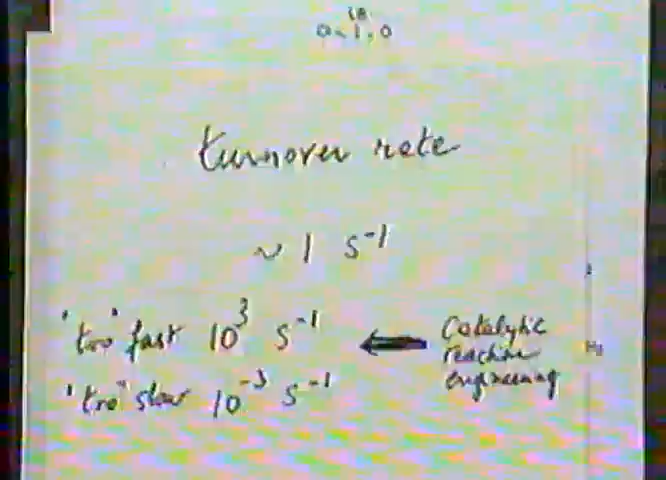 turnover rate
~ 1 s⁻¹
"too" fast 10³ s⁻¹ ← Catalytic reaction engineering
"too" slow 10⁻³ s⁻¹